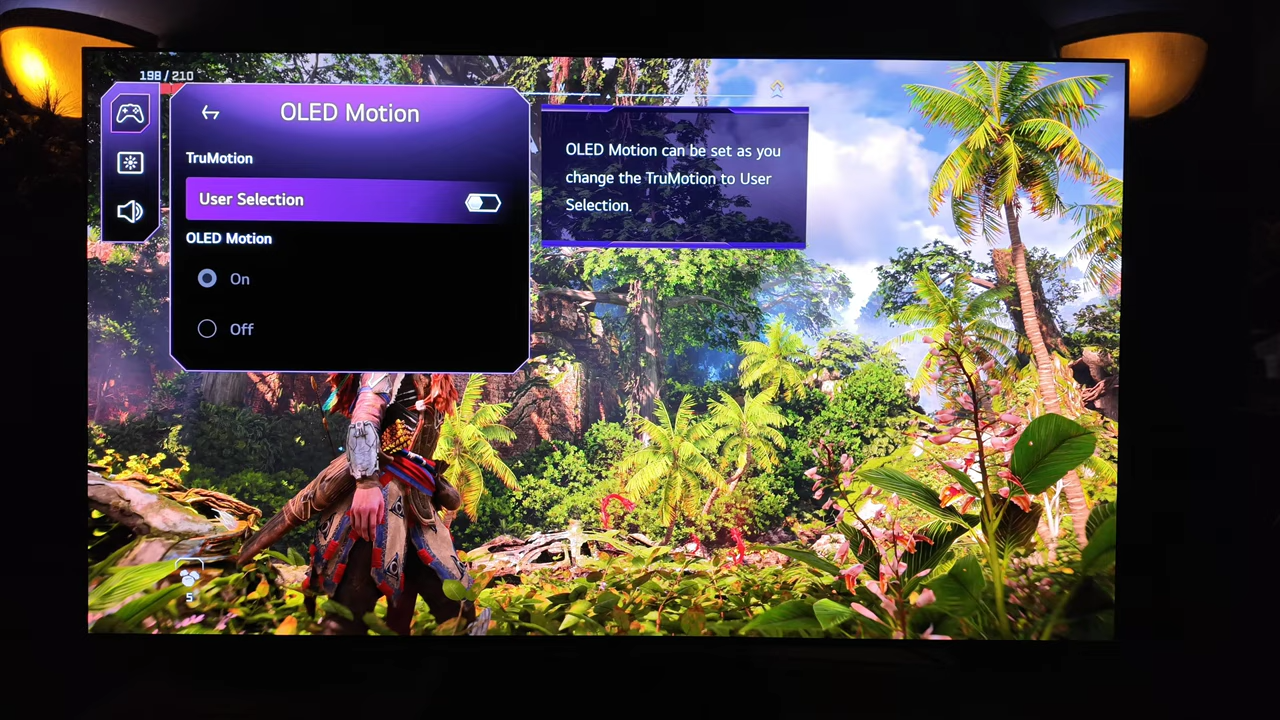 198 / 210
OLED Motion
TruMotion
User Selection
OLED Motion
On
Off
OLED Motion can be set as you
change the TruMotion to User
Selection.
5